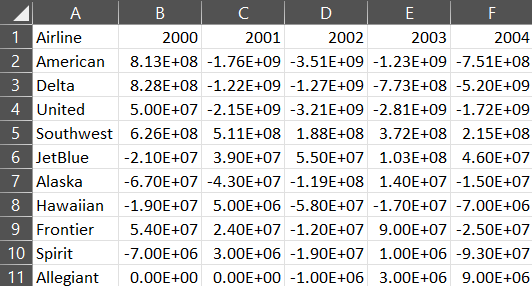 A B C D E F
1 Airline 2000 2001 2002 2003 2004
2 American 8.13E+08 -1.76E+09 -3.51E+09 -1.23E+09 -7.51E+08
3 Delta 8.28E+08 -1.22E+09 -1.27E+09 -7.73E+08 -5.20E+09
4 United 5.00E+07 -2.15E+09 -3.21E+09 -2.81E+09 -1.72E+09
5 Southwest 6.26E+08 5.11E+08 1.88E+08 3.72E+08 2.15E+08
6 JetBlue -2.10E+07 3.90E+07 5.50E+07 1.03E+08 4.60E+07
7 Alaska -6.70E+07 -4.30E+07 -1.19E+08 1.40E+07 -1.50E+07
8 Hawaiian -1.90E+07 5.00E+06 -5.80E+07 -1.70E+07 -7.00E+06
9 Frontier 5.40E+07 2.40E+07 -1.20E+07 9.00E+07 -2.50E+07
10 Spirit -7.00E+06 3.00E+06 -1.90E+07 1.00E+06 -9.30E+07
11 Allegiant 0.00E+00 0.00E+00 -1.00E+06 3.00E+06 9.00E+06